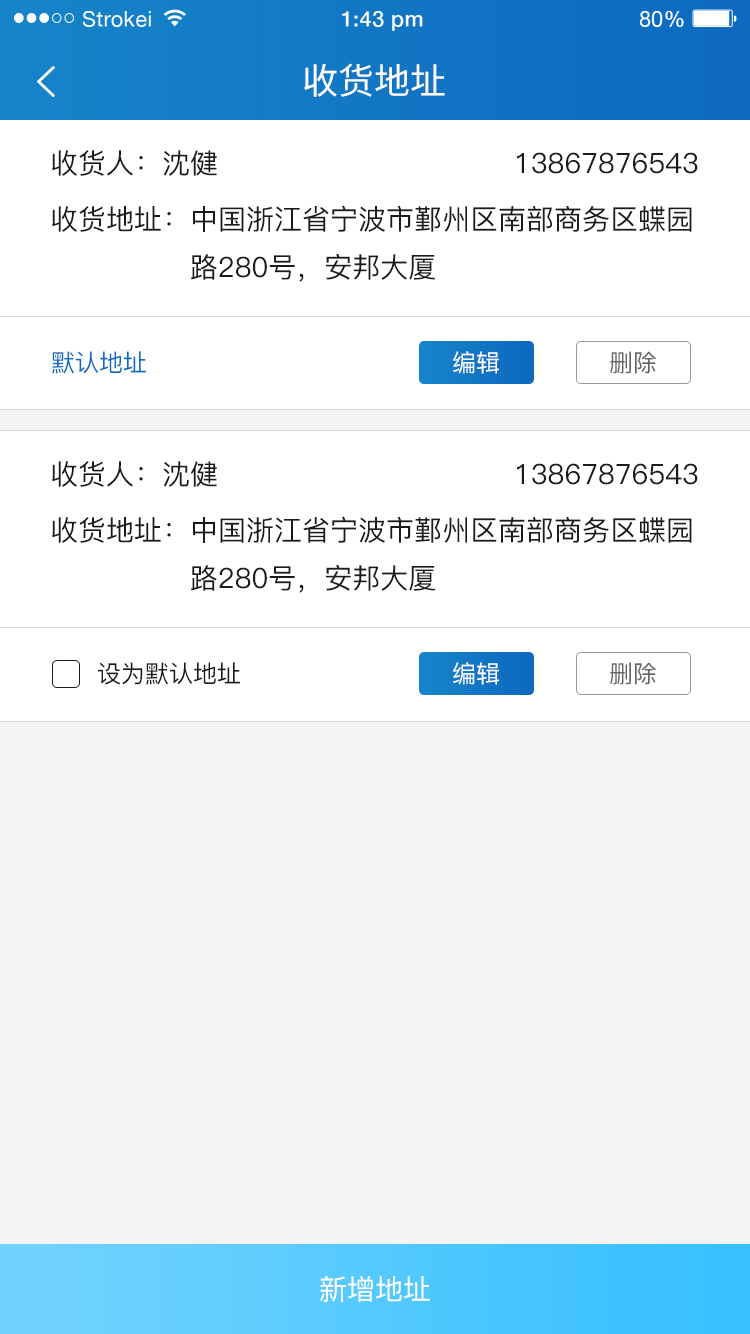 Strokei 1:43 pm 80%
收货地址
收货人：沈健 13867876543
收货地址：中国浙江省宁波市鄞州区南部商务区蝶园
路280号，安邦大厦
默认地址 编辑 删除
收货人：沈健 13867876543
收货地址：中国浙江省宁波市鄞州区南部商务区蝶园
路280号，安邦大厦
设为默认地址 编辑 删除
新增地址